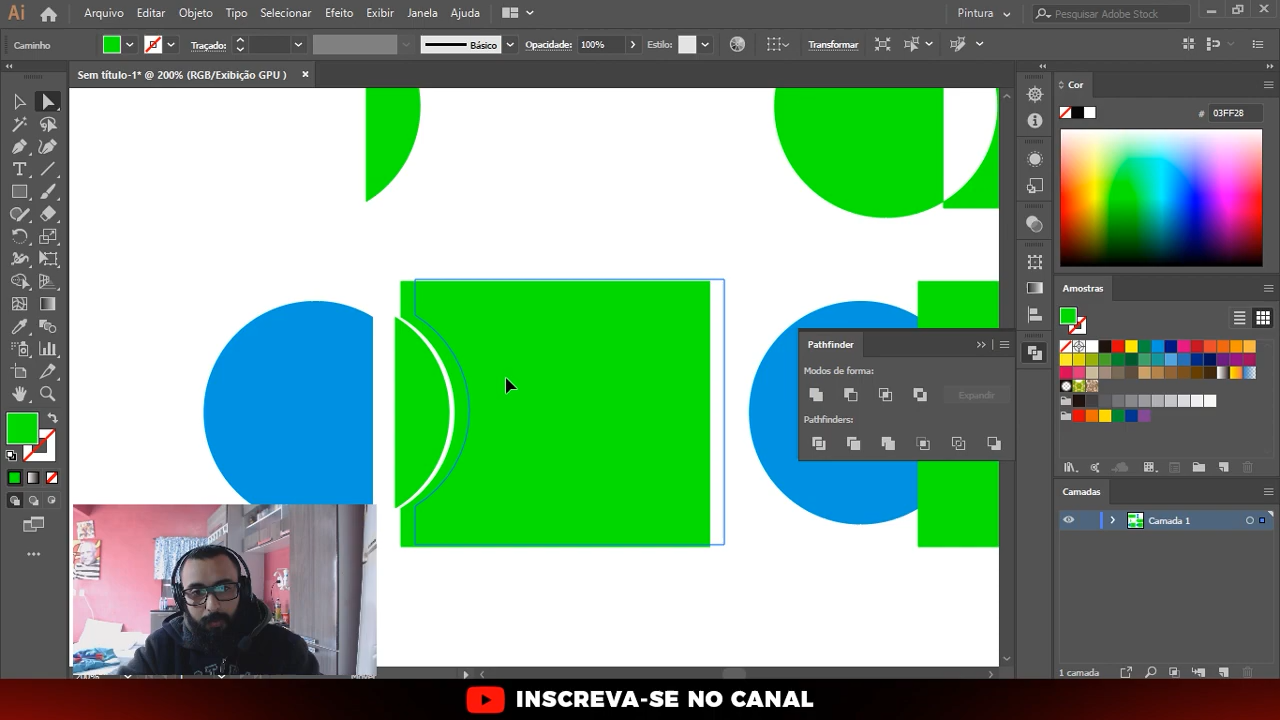 Ai
Arquivo Editar Objeto Tipo Selecionar Efeito Exibir Janela Ajuda
Pintura
Pesquisar Adobe Stock
Caminho
Traçado:
Básico
Opacidade: 100%
Estilo:
Transformar
Sem título-1* @ 200% (RGB/Exibição GPU )
Cor
# 03FF28
Amostras
Pathfinder
Modos de forma:
Expandir
Pathfinders:
Camadas
Camada 1
1 camada
200%
INSCREVA-SE NO CANAL